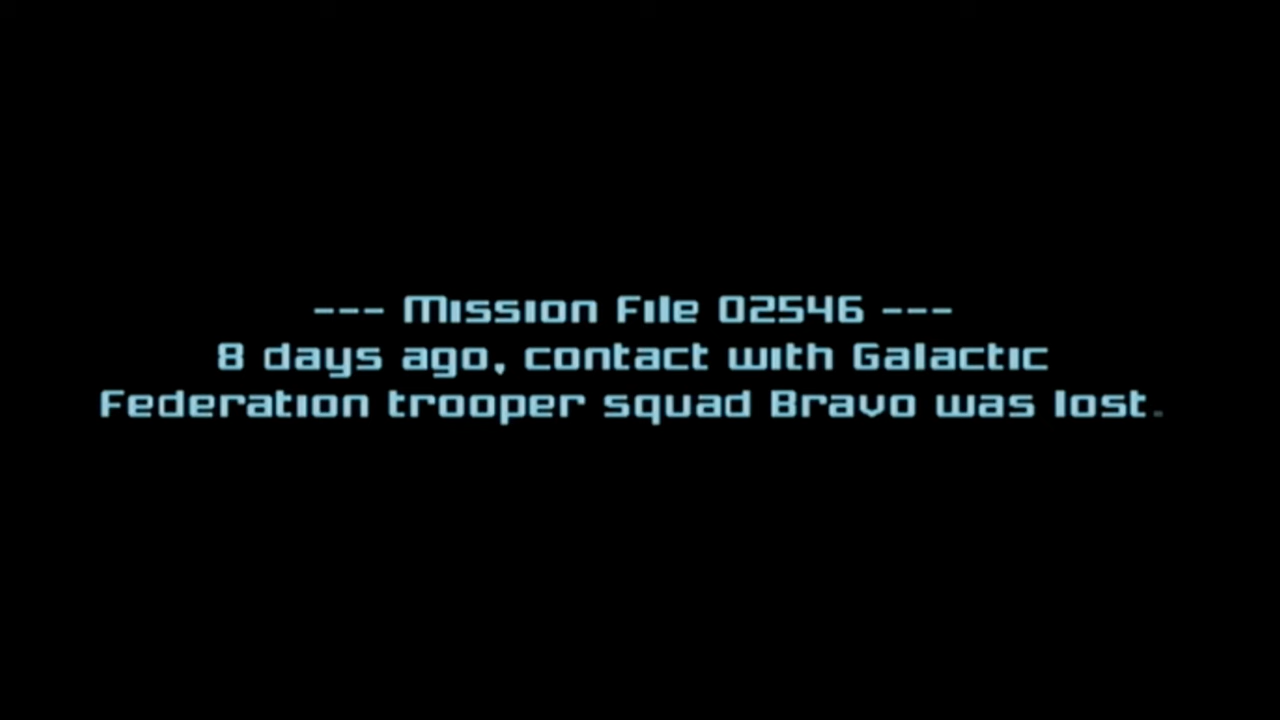 --- Mission File 02546 ---
8 days ago, contact with Galactic
Federation trooper squad Bravo was lost.